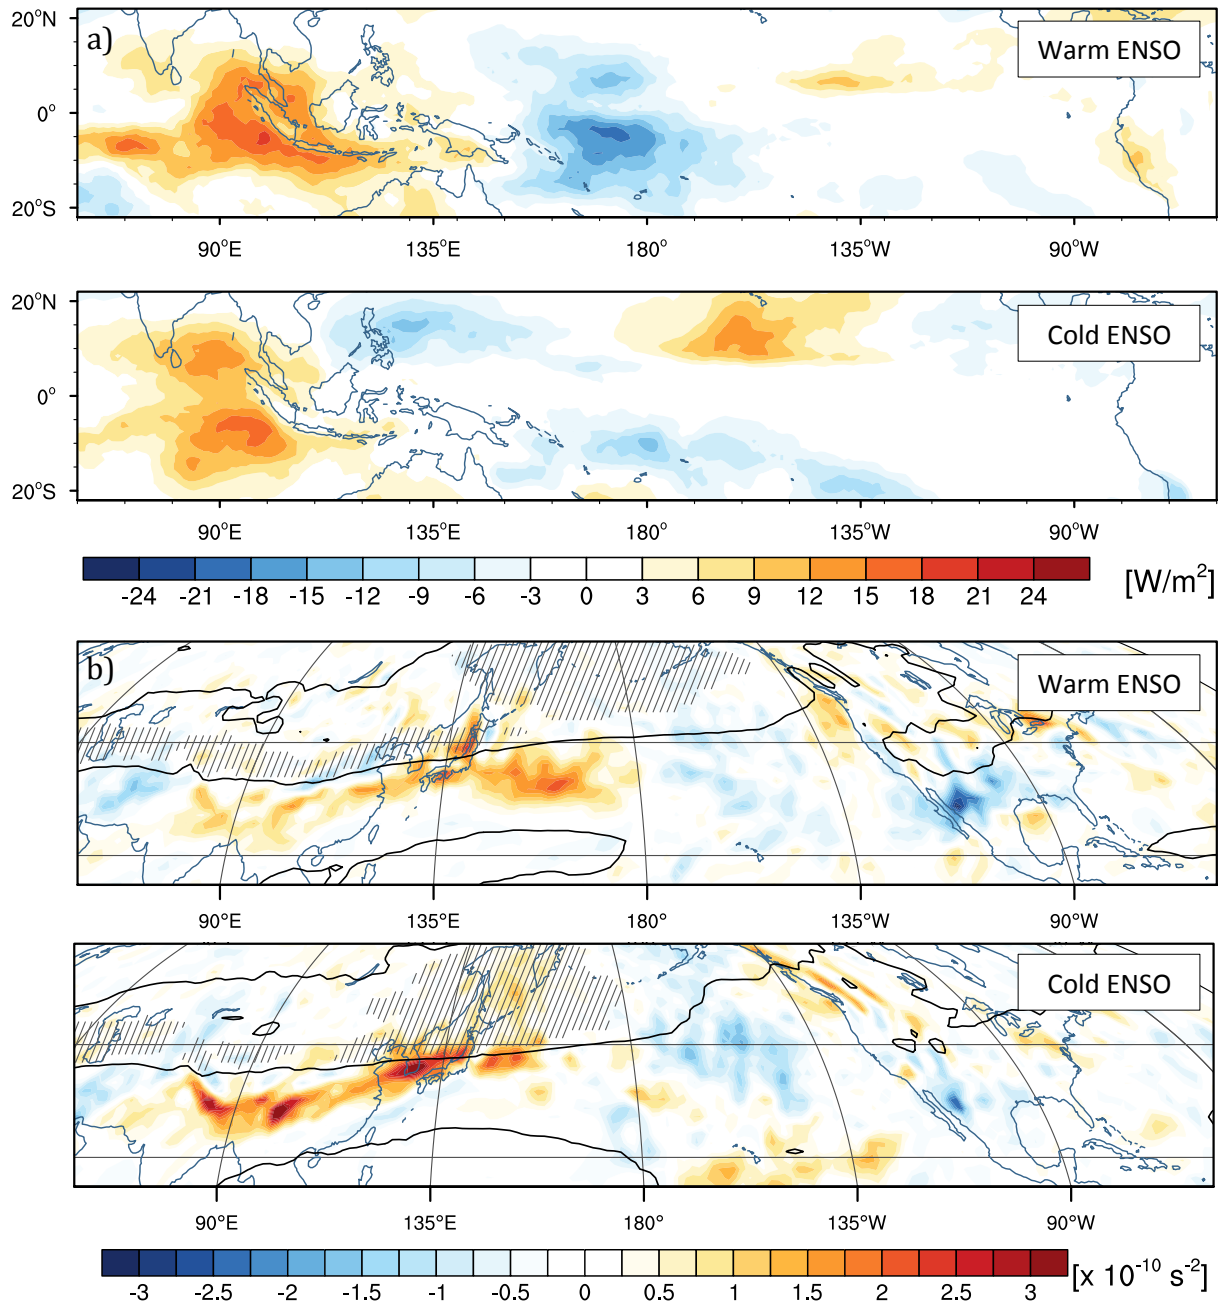 a)
Warm ENSO
20°N
0°
20°S
90°E 135°E 180° 135°W 90°W
Cold ENSO
20°N
0°
20°S
90°E 135°E 180° 135°W 90°W
-24 -21 -18 -15 -12 -9 -6 -3 0 3 6 9 12 15 18 21 24
[W/m²]
b)
Warm ENSO
90°E 135°E 180° 135°W 90°W
Cold ENSO
90°E 135°E 180° 135°W 90°W
-3 -2.5 -2 -1.5 -1 -0.5 0 0.5 1 1.5 2 2.5 3
[x 10⁻¹⁰ s⁻²]